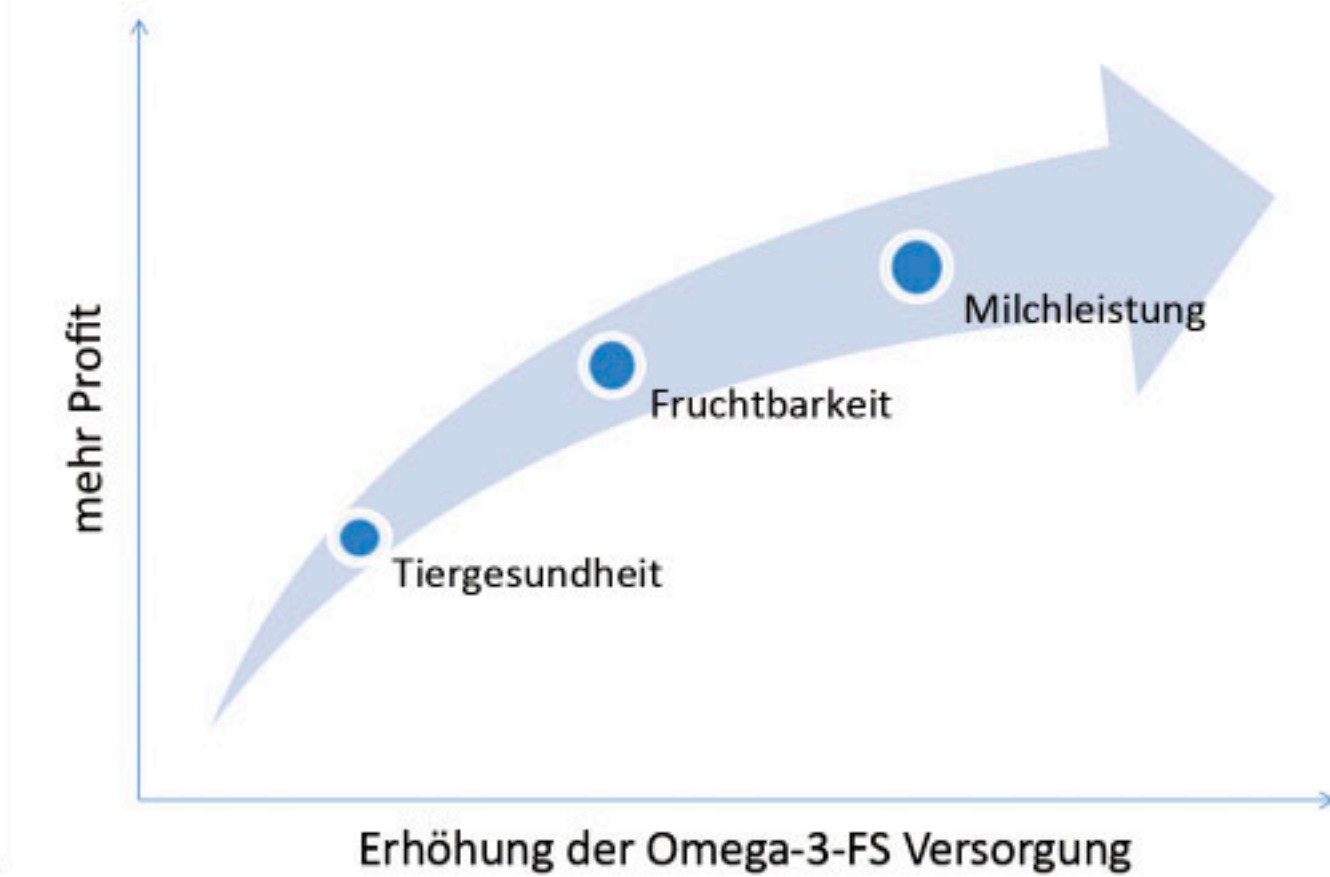 mehr Profit
Milchleistung
Fruchtbarkeit
Tiergesundheit
Erhöhung der Omega-3-FS Versorgung